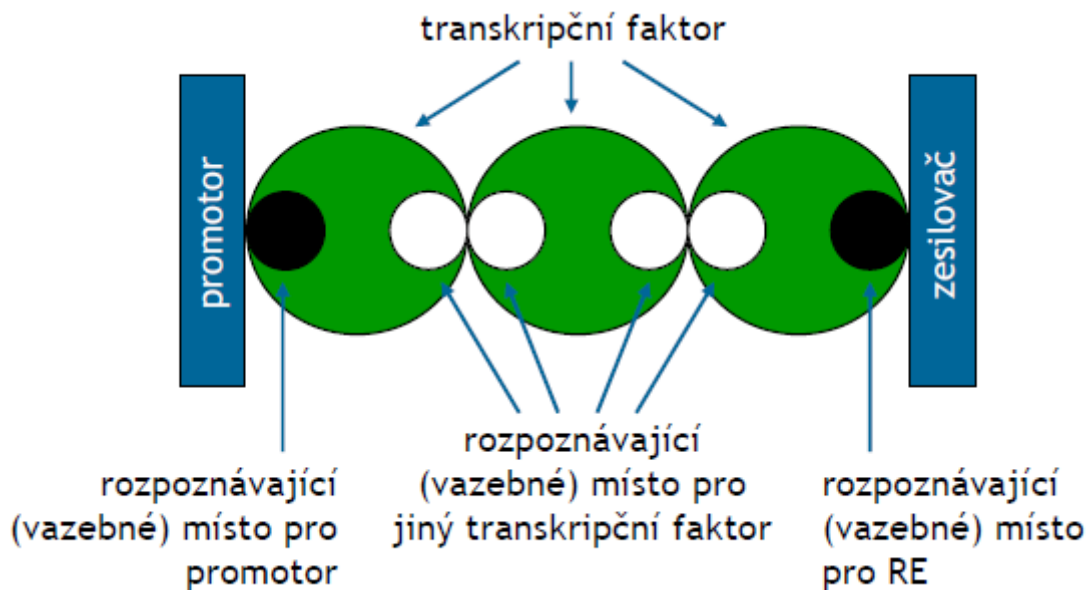 transkripční faktor
promotor
zesilovač
rozpoznávající
(vazebné) místo pro
promotor
rozpoznávající
(vazebné) místo pro
jiný transkripční faktor
rozpoznávající
(vazebné) místo
pro RE